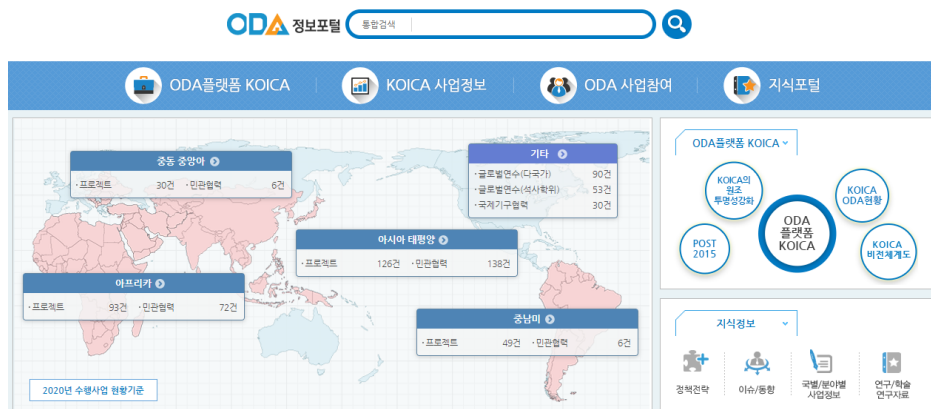 ODA 정보포털
통합검색
ODA플랫폼 KOICA
KOICA 사업정보
ODA 사업참여
지식포털
중동 중앙아
·프로젝트 30건 ·민관협력 6건
기타
·글로벌연수(다국가) 90건
·글로벌연수(석사학위) 53건
·국제기구협력 30건
아시아 태평양
·프로젝트 126건 ·민관협력 138건
아프리카
·프로젝트 93건 ·민관협력 72건
중남미
·프로젝트 49건 ·민관협력 6건
2020년 수행사업 현황기준
ODA플랫폼 KOICA
KOICA의
원조
투명성강화
KOICA
ODA현황
ODA
플랫폼
KOICA
POST
2015
KOICA
비전체계도
지식정보
정책전략
이슈/동향
국별/분야별
사업정보
연구/학술
연구자료